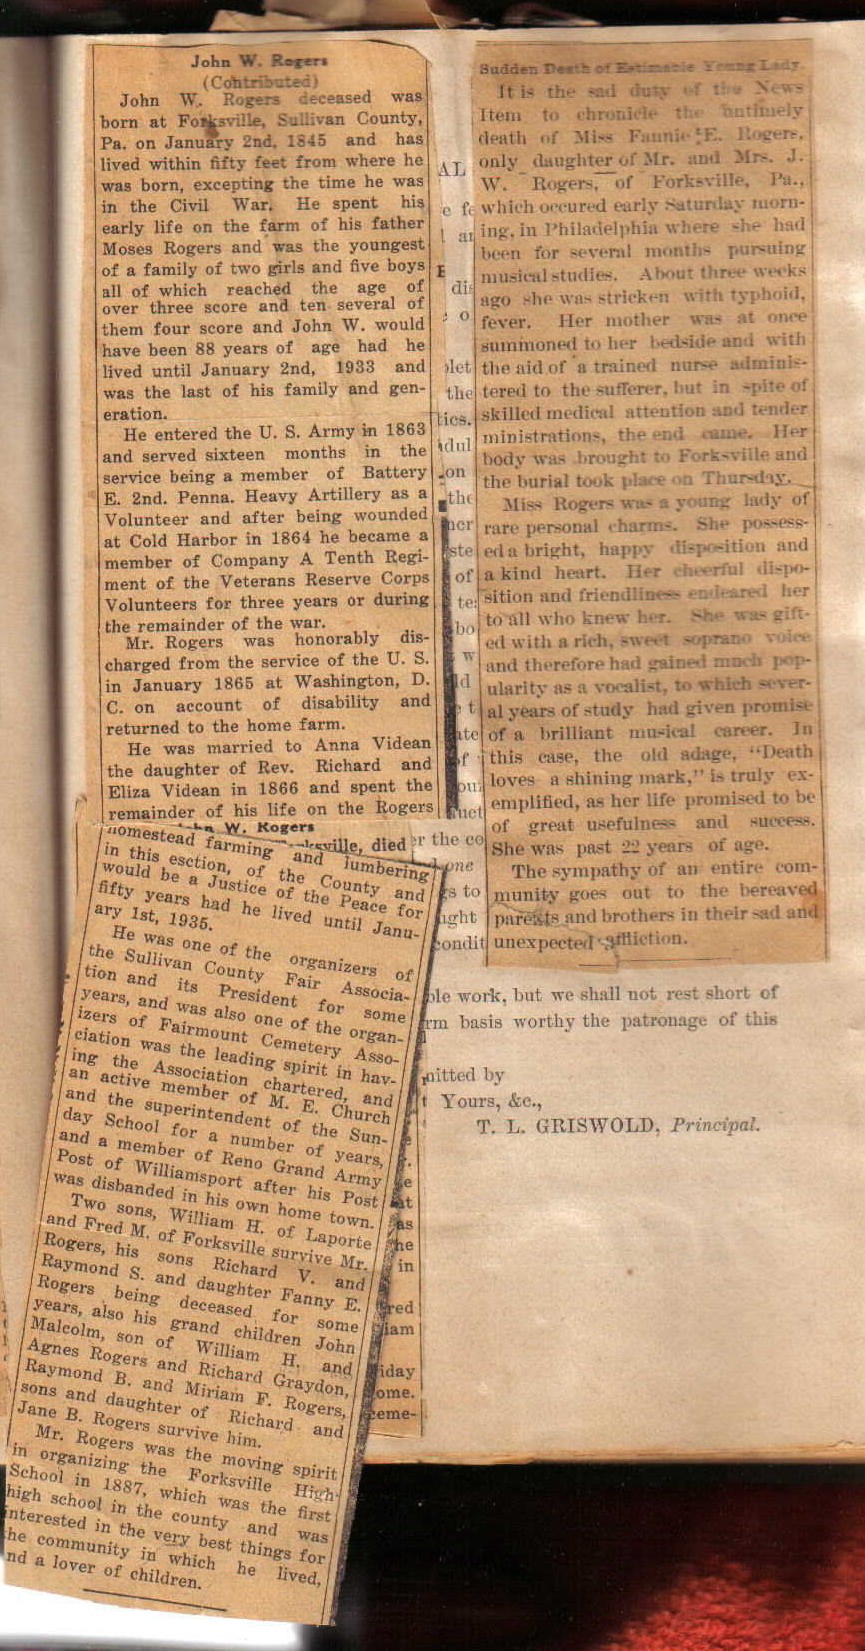 John W. Rogers
(Contributed)
John W. Rogers deceased was
born at Forksville, Sullivan County,
Pa. on January 2nd, 1845 and has
lived within fifty feet from where he
was born, excepting the time he was
in the Civil War. He spent his
early life on the farm of his father
Moses Rogers and was the youngest
of a family of two girls and five boys
all of which reached the age of
over three score and ten several of
them four score and John W. would
have been 88 years of age had he
lived until January 2nd, 1933 and
was the last of his family and gen-
eration.
He entered the U. S. Army in 1863
and served sixteen months in the
service being a member of Battery
E. 2nd. Penna. Heavy Artillery as a
Volunteer and after being wounded
at Cold Harbor in 1864 he became a
member of Company A Tenth Regi-
ment of the Veterans Reserve Corps
Volunteers for three years or during
the remainder of the war.
Mr. Rogers was honorably dis-
charged from the service of the U. S.
in January 1865 at Washington, D.
C. on account of disability and
returned to the home farm.
He was married to Anna Videan
the daughter of Rev. Richard and
Eliza Videan in 1866 and spent the
remainder of his life on the Rogers
W. Rogers
died
homestead farming and lumbering
in this esction, of the County and
would be a Justice of the Peace for
fifty years had he lived until Janu-
ary 1st, 1935.
He was one of the organizers of
the Sullivan County Fair Associa-
tion and its President for some
years, and was also one of the organ-
izers of Fairmount Cemetery Asso-
ciation was the leading spirit in hav-
ing the Association chartered, and
an active member of M. E. Church
and the superintendent of the Sun-
day School for a number of years,
and a member of Reno Grand Army
Post of Williamsport after his Post
was disbanded in his own home town.
Two sons, William H. of Laporte
and Fred M. of Forksville survive Mr.
Rogers, his sons Richard V. and
Raymond S. and daughter Fanny E.
Rogers being deceased for some
years, also his grand children John
Malcolm, son of William H. and
Agnes Rogers and Richard Graydon,
Raymond B. and Miriam F. Rogers,
sons and daughter of Richard and
Jane B. Rogers survive him.
Mr. Rogers was the moving spirit
in organizing the Forksville High
School in 1887, which was the first
high school in the county and was
interested in the very best things for
he community in which he lived,
nd a lover of children.
Sudden Death of Estimable Young Lady.
It is the sad duty of the News
Item to chronicle the untimely
death of Miss Fannie E. Rogers,
only daughter of Mr. and Mrs. J.
W. Rogers, of Forksville, Pa.,
which occured early Saturday morn-
ing, in Philadelphia where she had
been for several months pursuing
musical studies. About three weeks
ago she was stricken with typhoid,
fever. Her mother was at once
summoned to her bedside and with
the aid of a trained nurse adminis-
tered to the sufferer, but in spite of
skilled medical attention and tender
ministrations, the end came. Her
body was brought to Forksville and
the burial took place on Thursday.
Miss Rogers was a young lady of
rare personal charms. She possess-
ed a bright, happy disposition and
a kind heart. Her cheerful dispo-
sition and friendliness endeared her
to all who knew her. She was gift-
ed with a rich, sweet soprano voice
and therefore had gained much pop-
ularity as a vocalist, to which sever-
al years of study had given promise
of a brilliant musical career. In
this case, the old adage, "Death
loves a shining mark," is truly ex-
emplified, as her life promised to be
of great usefulness and success.
She was past 22 years of age.
The sympathy of an entire com-
munity goes out to the bereaved
parents and brothers in their sad and
unexpected affliction.
ble work, but we shall not rest short of
rm basis worthy the patronage of this
mitted by
Yours, &c.,
T. L. GRISWOLD, Principal.